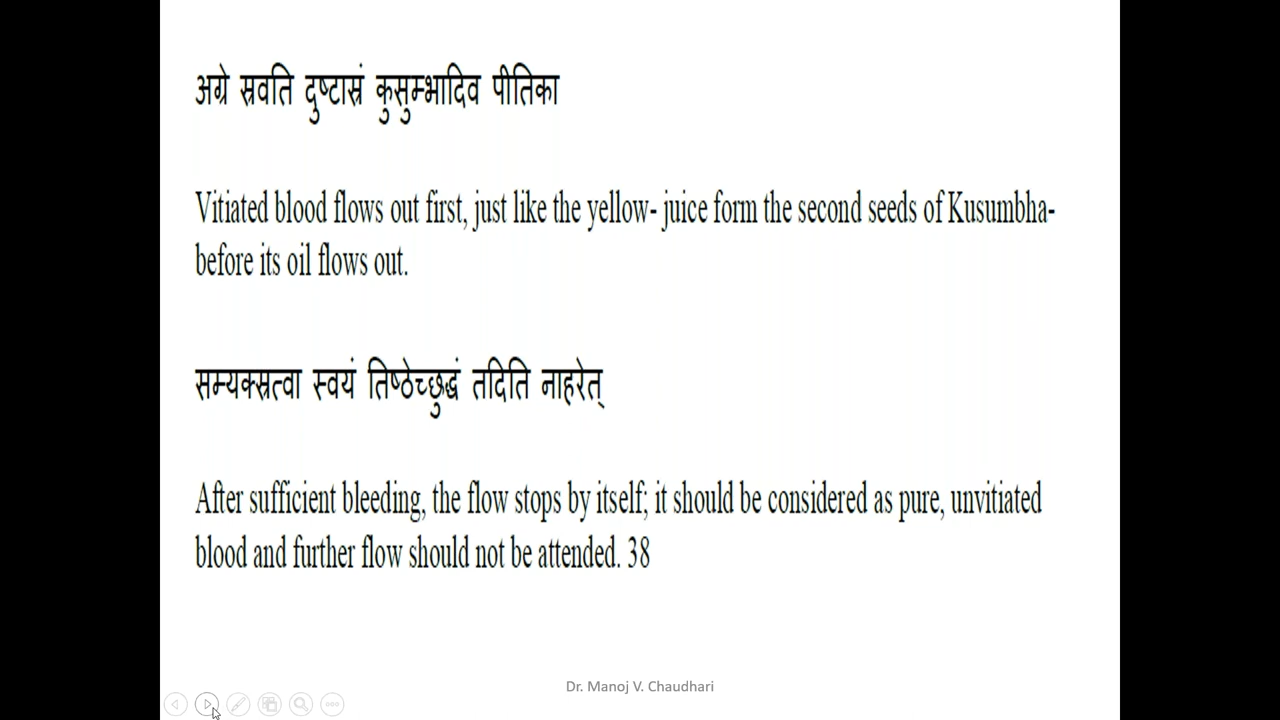 अग्रे स्रवति दुष्टास्रं कुसुम्भादिव पीतिका
Vitiated blood flows out first, just like the yellow- juice form the second seeds of Kusumbha-
before its oil flows out.
सम्यक्स्रत्वा स्वयं तिष्ठेच्छुद्धं तदिति नाहरेत्
After sufficient bleeding, the flow stops by itself; it should be considered as pure, unvitiated
blood and further flow should not be attended. 38
Dr. Manoj V. Chaudhari